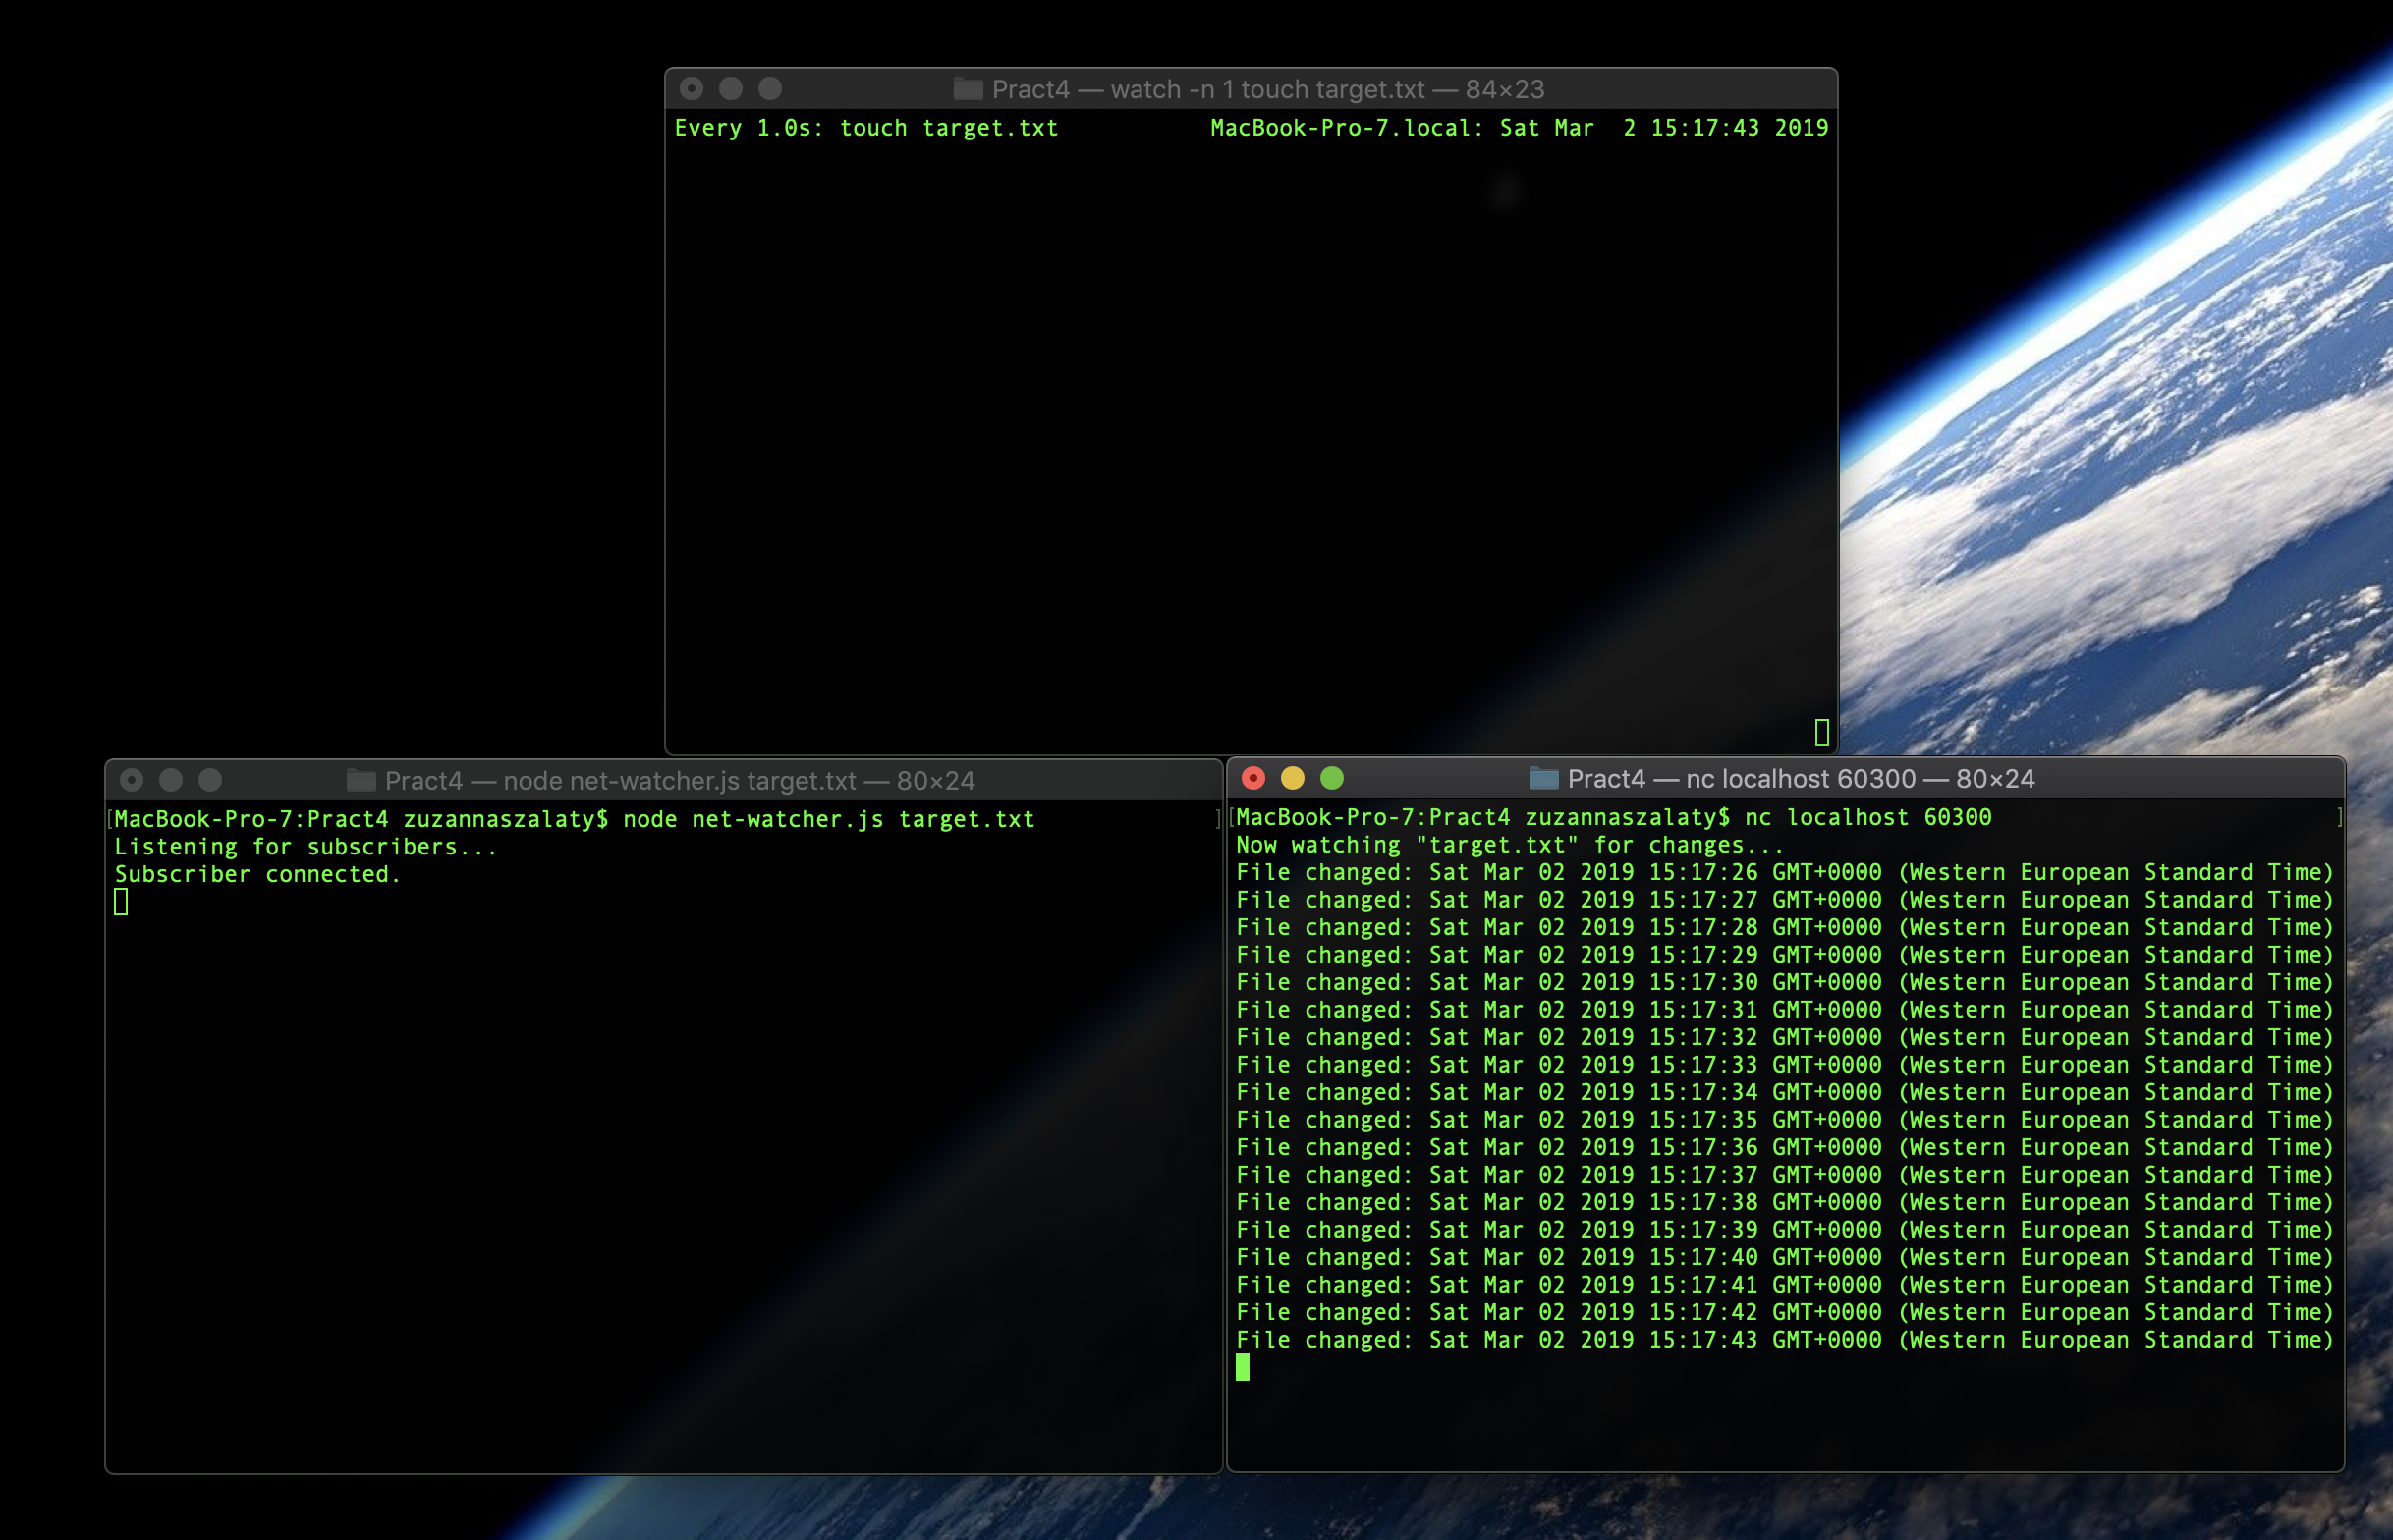 Pract4 — watch -n 1 touch target.txt — 84×23
Every 1.0s: touch target.txt MacBook-Pro-7.local: Sat Mar  2 15:17:43 2019
Pract4 — node net-watcher.js target.txt — 80×24
[MacBook-Pro-7:Pract4 zuzannaszalaty$ node net-watcher.js target.txt ]
Listening for subscribers...
Subscriber connected.
Pract4 — nc localhost 60300 — 80×24
[MacBook-Pro-7:Pract4 zuzannaszalaty$ nc localhost 60300 ]
Now watching "target.txt" for changes...
File changed: Sat Mar 02 2019 15:17:26 GMT+0000 (Western European Standard Time)
File changed: Sat Mar 02 2019 15:17:27 GMT+0000 (Western European Standard Time)
File changed: Sat Mar 02 2019 15:17:28 GMT+0000 (Western European Standard Time)
File changed: Sat Mar 02 2019 15:17:29 GMT+0000 (Western European Standard Time)
File changed: Sat Mar 02 2019 15:17:30 GMT+0000 (Western European Standard Time)
File changed: Sat Mar 02 2019 15:17:31 GMT+0000 (Western European Standard Time)
File changed: Sat Mar 02 2019 15:17:32 GMT+0000 (Western European Standard Time)
File changed: Sat Mar 02 2019 15:17:33 GMT+0000 (Western European Standard Time)
File changed: Sat Mar 02 2019 15:17:34 GMT+0000 (Western European Standard Time)
File changed: Sat Mar 02 2019 15:17:35 GMT+0000 (Western European Standard Time)
File changed: Sat Mar 02 2019 15:17:36 GMT+0000 (Western European Standard Time)
File changed: Sat Mar 02 2019 15:17:37 GMT+0000 (Western European Standard Time)
File changed: Sat Mar 02 2019 15:17:38 GMT+0000 (Western European Standard Time)
File changed: Sat Mar 02 2019 15:17:39 GMT+0000 (Western European Standard Time)
File changed: Sat Mar 02 2019 15:17:40 GMT+0000 (Western European Standard Time)
File changed: Sat Mar 02 2019 15:17:41 GMT+0000 (Western European Standard Time)
File changed: Sat Mar 02 2019 15:17:42 GMT+0000 (Western European Standard Time)
File changed: Sat Mar 02 2019 15:17:43 GMT+0000 (Western European Standard Time)